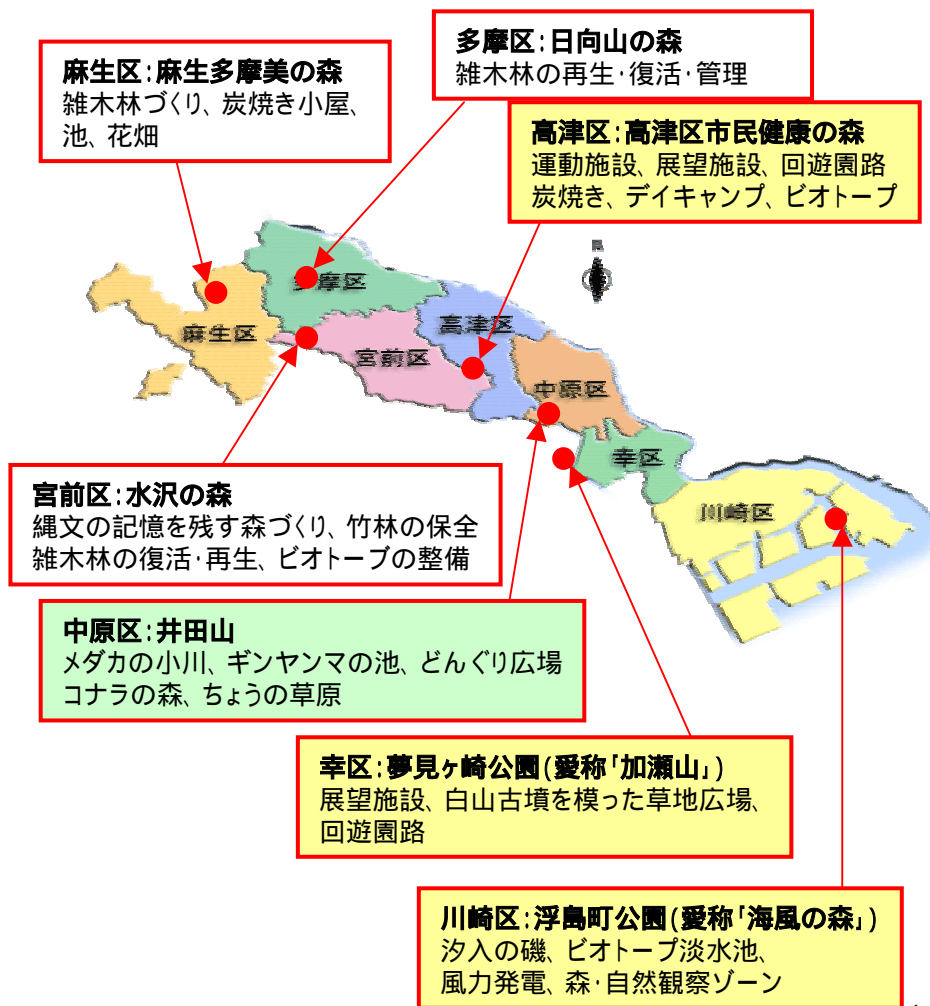 多摩区:日向山の森
雑木林の再生・復活・管理
麻生区:麻生多摩美の森
雑木林づくり、炭焼き小屋、
池、花畑
高津区:高津区市民健康の森
運動施設、展望施設、回遊園路
炭焼き、デイキャンプ、ビオトープ
多摩区
麻生区
高津区
宮前区
中原区
幸区
川崎区
宮前区:水沢の森
縄文の記憶を残す森づくり、竹林の保全
雑木林の復活・再生、ビオトーブの整備
中原区:井田山
メダカの小川、ギンヤンマの池、どんぐり広場
コナラの森、ちょうの草原
幸区:夢見ヶ崎公園(愛称「加瀬山」)
展望施設、白山古墳を模った草地広場、
回遊園路
川崎区:浮島町公園(愛称「海風の森」)
汐入の磯、ビオトープ淡水池、
風力発電、森・自然観察ゾーン